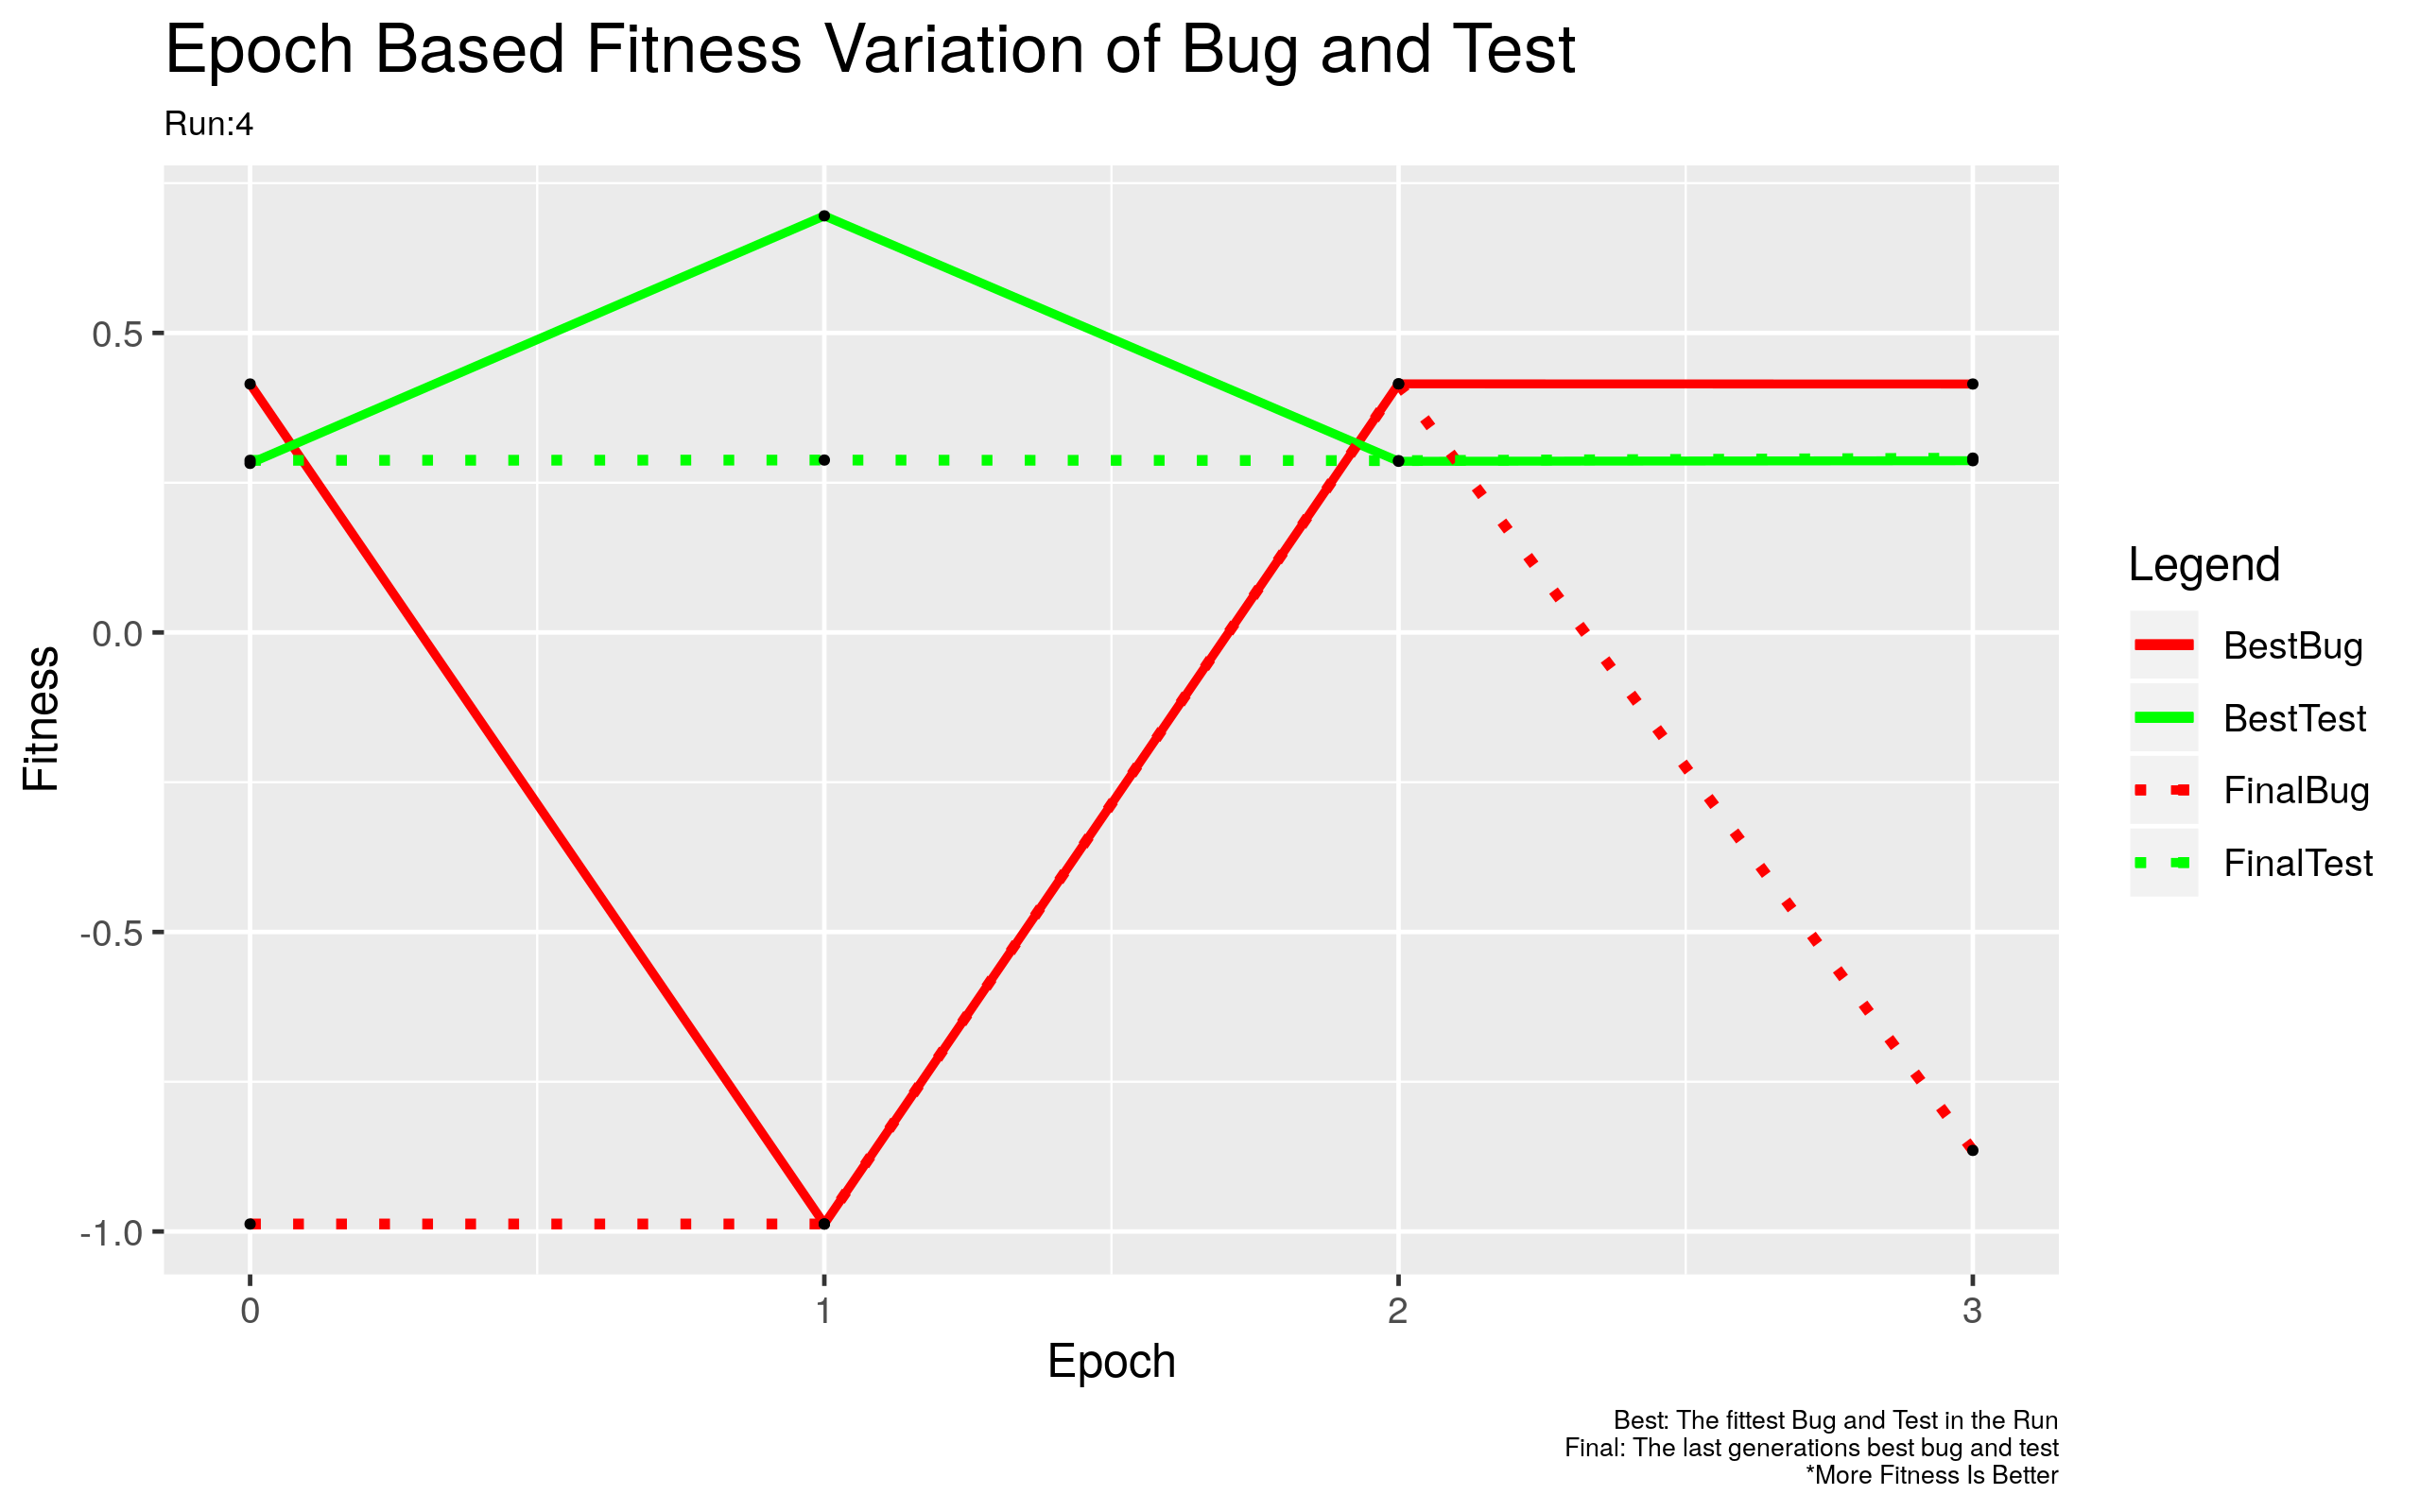 Epoch Based Fitness Variation of Bug and Test
Run:4
Fitness
0.5
0.0
-0.5
-1.0
0
1
2
3
Epoch
Legend
BestBug
BestTest
FinalBug
FinalTest
Best: The fittest Bug and Test in the Run
Final: The last generations best bug and test
*More Fitness Is Better